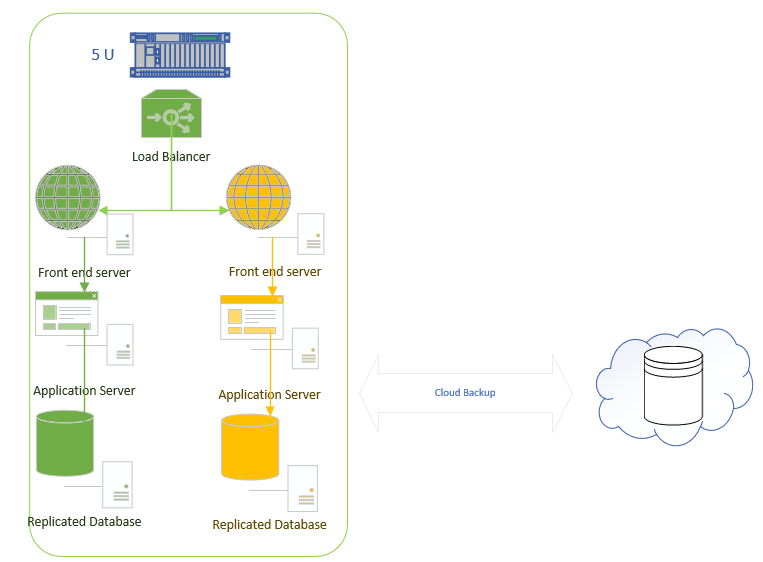 5 U
Load Balancer
Front end server
Front end server
Application Server
Application Server
Cloud Backup
Replicated Database
Replicated Database